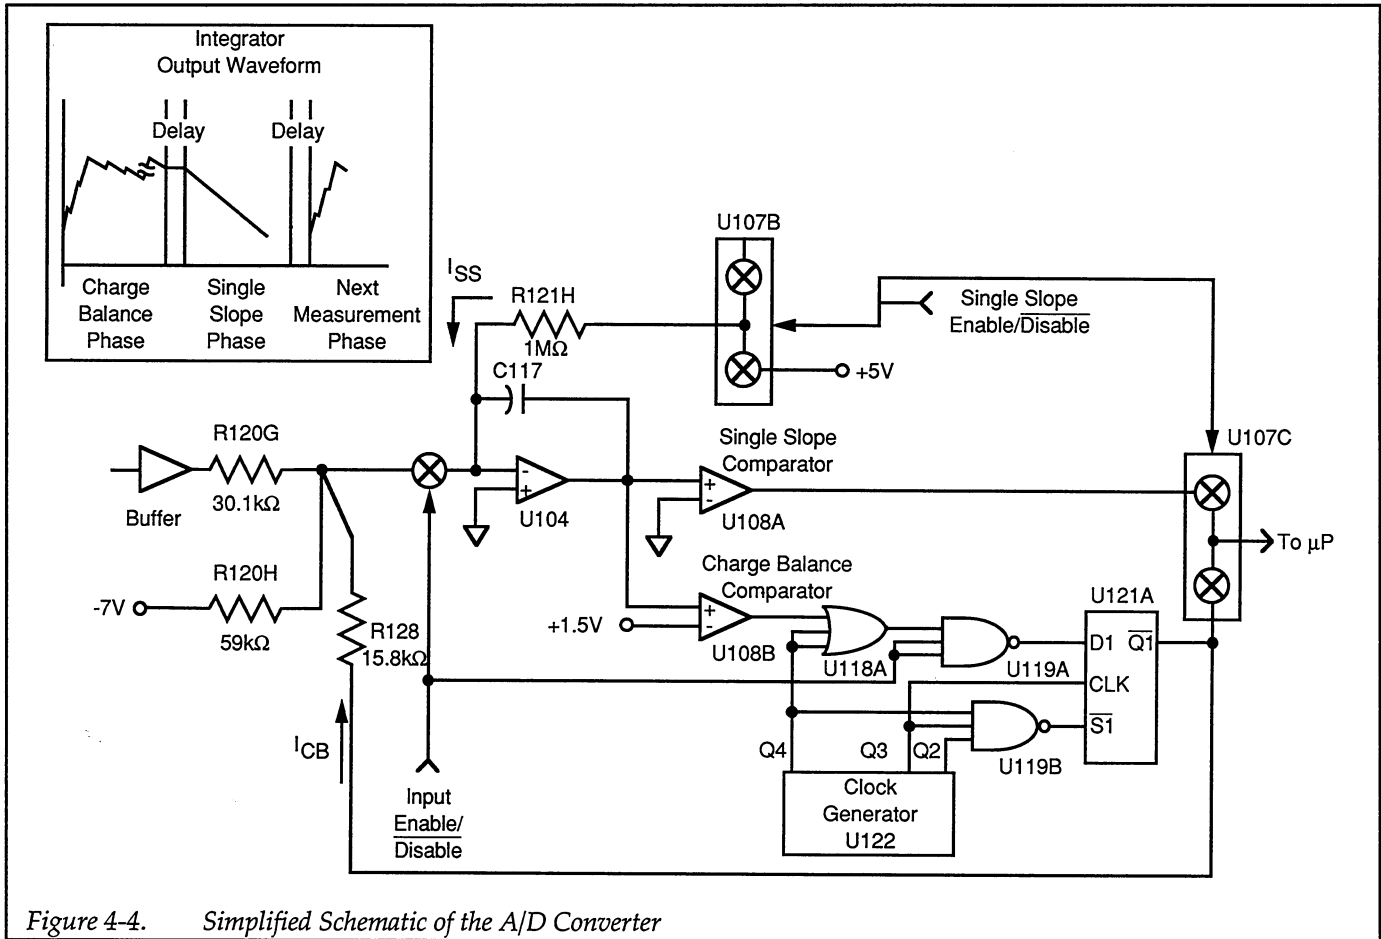 Integrator
Output Waveform
Delay
Delay
Charge
Balance
Phase
Single
Slope
Phase
Next
Measurement
Phase
ISS
R121H
1MΩ
C117
U107B
+5V
Single Slope
Enable/Disable
U107C
R120G
30.1kΩ
Buffer
-
+
U104
Single Slope
Comparator
+
-
U108A
To µP
R120H
-7V
59kΩ
R128
15.8kΩ
Charge Balance
Comparator
+1.5V
+
-
U108B
U118A
U119A
U121A
D1
Q1
CLK
S1
U119B
ICB
Q4
Q3
Q2
Input
Enable/
Disable
Clock
Generator
U122
Figure 4-4. Simplified Schematic of the A/D Converter